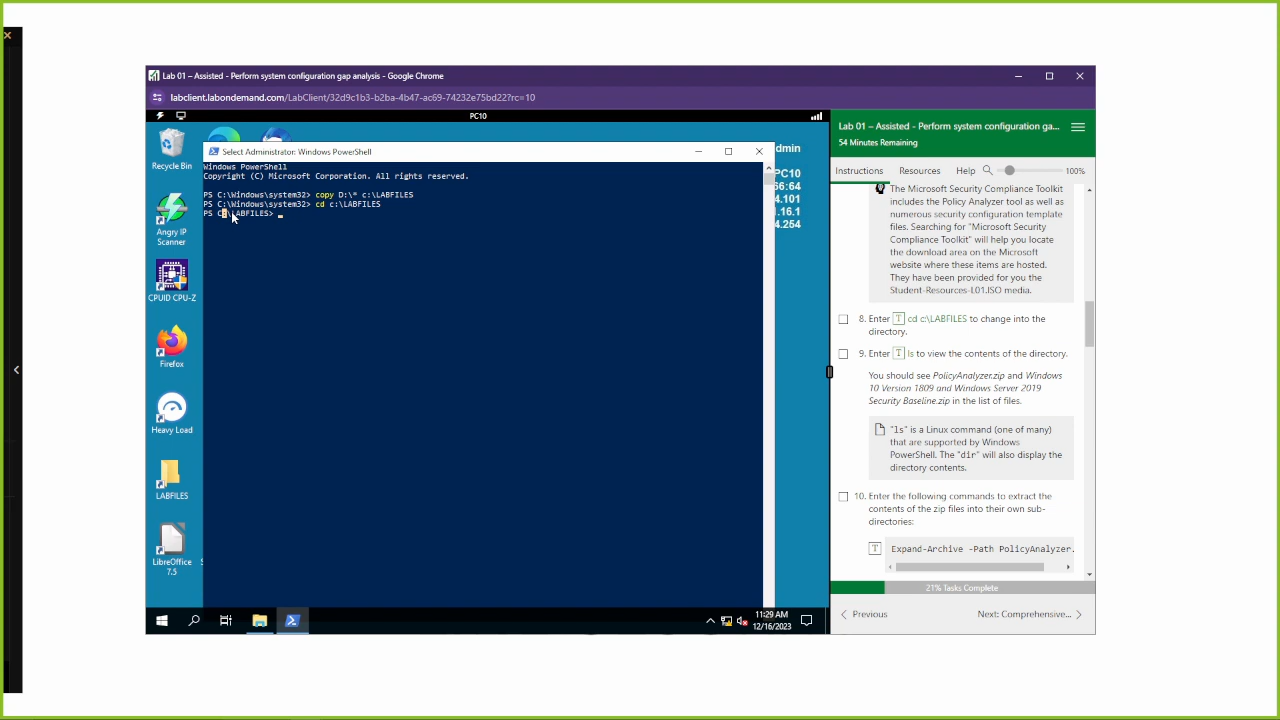 Lab 01 – Assisted - Perform system configuration gap analysis - Google Chrome
labclient.labondemand.com/LabClient/32d9c1b3-b2ba-4b47-ac69-74232e75bd22?rc=10
PC10
Recycle Bin
Angry IP
Scanner
CPUID CPU-Z
Firefox
Heavy Load
LABFILES
LibreOffice
7.5
Select Administrator: Windows PowerShell
Windows PowerShell
Copyright (C) Microsoft Corporation. All rights reserved.
PS C:\Windows\system32> copy D:\* c:\LABFILES
PS C:\Windows\system32> cd c:\LABFILES
PS C:\LABFILES>
dmin
PC10
56:64
4.101
1.16.1
4.254
11:29 AM
12/16/2023
Lab 01 – Assisted - Perform system configuration ga...
54 Minutes Remaining
Instructions Resources Help 100%
The Microsoft Security Compliance Toolkit
includes the Policy Analyzer tool as well as
numerous security configuration template
files. Searching for "Microsoft Security
Compliance Toolkit" will help you locate
the download area on the Microsoft
website where these items are hosted.
They have been provided for you the
Student-Resources-L01.ISO media.
8. Enter T cd c:\LABFILES to change into the
directory.
9. Enter T ls to view the contents of the directory.
You should see PolicyAnalyzer.zip and Windows
10 Version 1809 and Windows Server 2019
Security Baseline.zip in the list of files.
"ls" is a Linux command (one of many)
that are supported by Windows
PowerShell. The "dir" will also display the
directory contents.
10. Enter the following commands to extract the
contents of the zip files into their own sub-
directories:
T Expand-Archive -Path PolicyAnalyzer.
21% Tasks Complete
Previous Next: Comprehensive...